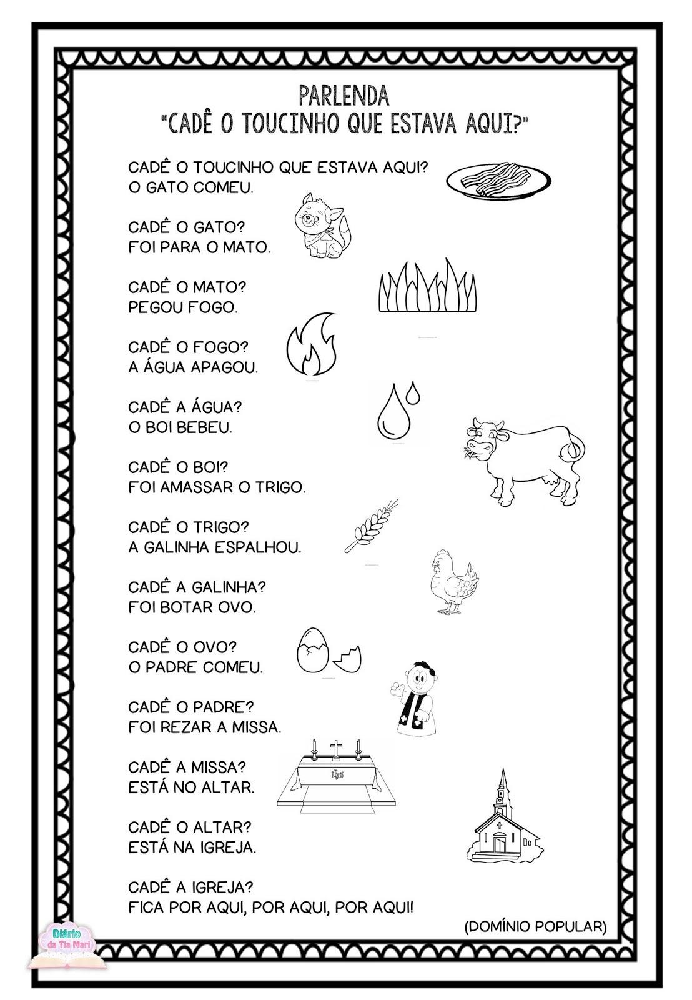 PARLENDA
"CADÊ O TOUCINHO QUE ESTAVA AQUI?"
CADÊ O TOUCINHO QUE ESTAVA AQUI?
O GATO COMEU.
CADÊ O GATO?
FOI PARA O MATO.
CADÊ O MATO?
PEGOU FOGO.
CADÊ O FOGO?
A ÁGUA APAGOU.
CADÊ A ÁGUA?
O BOI BEBEU.
CADÊ O BOI?
FOI AMASSAR O TRIGO.
CADÊ O TRIGO?
A GALINHA ESPALHOU.
CADÊ A GALINHA?
FOI BOTAR OVO.
CADÊ O OVO?
O PADRE COMEU.
CADÊ O PADRE?
FOI REZAR A MISSA.
CADÊ A MISSA?
ESTÁ NO ALTAR.
ihs
CADÊ O ALTAR?
ESTÁ NA IGREJA.
CADÊ A IGREJA?
FICA POR AQUI, POR AQUI, POR AQUI!
(DOMÍNIO POPULAR)
Diário
da Tia Mari